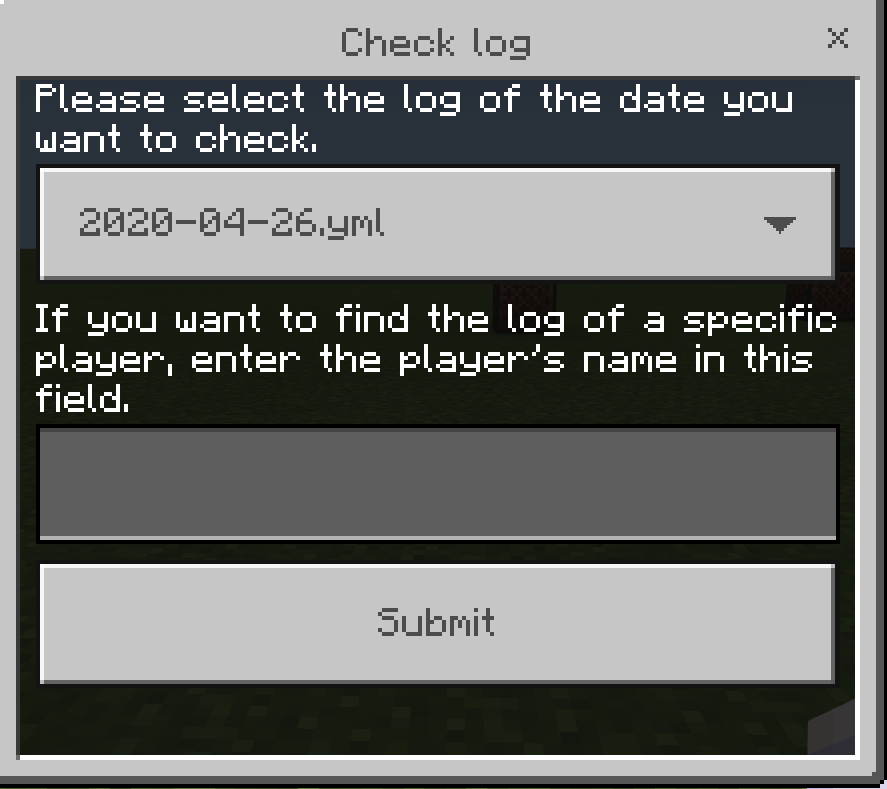 Check log
Please select the log of the date you
want to check.
2020-04-26.yml
If you want to find the log of a specific
player, enter the player's name in this
field.
Submit